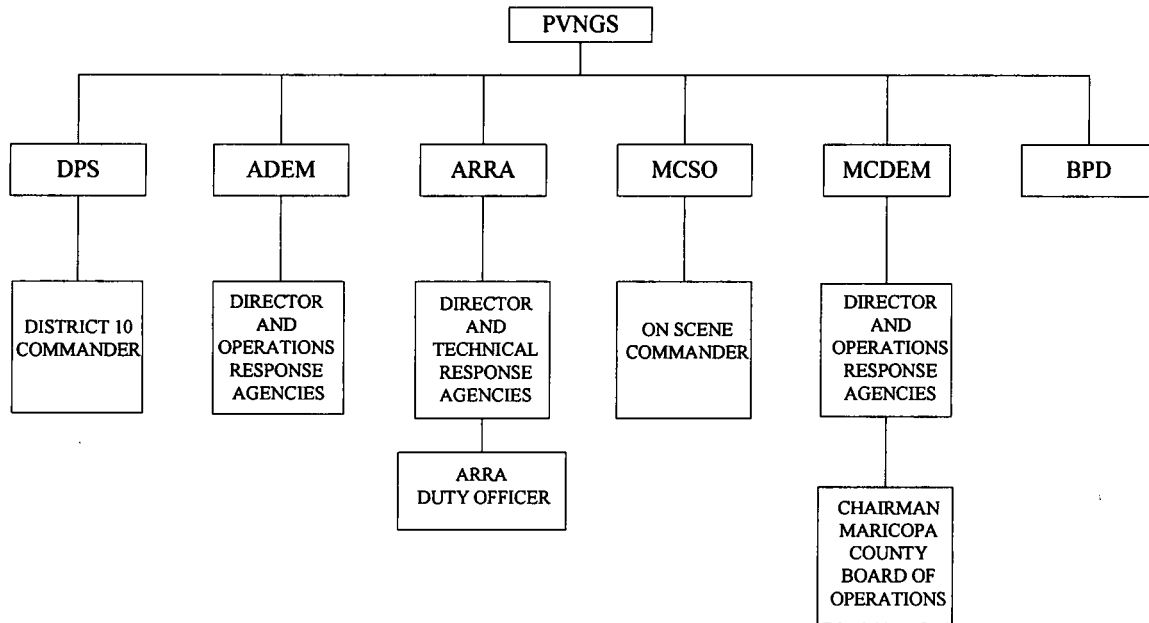 PVNGS
DPS
ADEM
ARRA
MCSO
MCDEM
BPD
DISTRICT 10
COMMANDER
DIRECTOR
AND
OPERATIONS
RESPONSE
AGENCIES
DIRECTOR
AND
TECHNICAL
RESPONSE
AGENCIES
ON SCENE
COMMANDER
DIRECTOR
AND
OPERATIONS
RESPONSE
AGENCIES
ARRA
DUTY OFFICER
CHAIRMAN
MARICOPA
COUNTY
BOARD OF
OPERATIONS